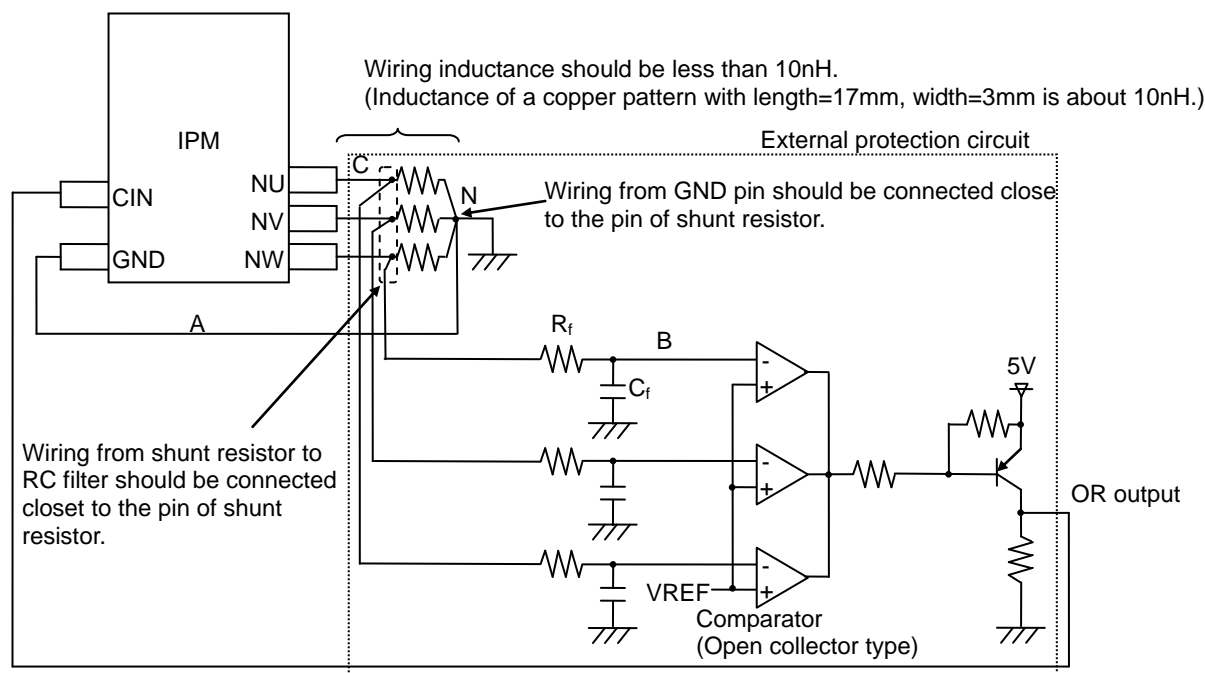 Wiring inductance should be less than 10nH.
(Inductance of a copper pattern with length=17mm, width=3mm is about 10nH.)
IPM
External protection circuit
C
CIN
NU
N
Wiring from GND pin should be connected close
to the pin of shunt resistor.
NV
GND
NW
A
Rf
B
5V
Cf
-
+
Wiring from shunt resistor to
RC filter should be connected
closet to the pin of shunt
resistor.
-
+
OR output
-
+
VREF
Comparator
(Open collector type)